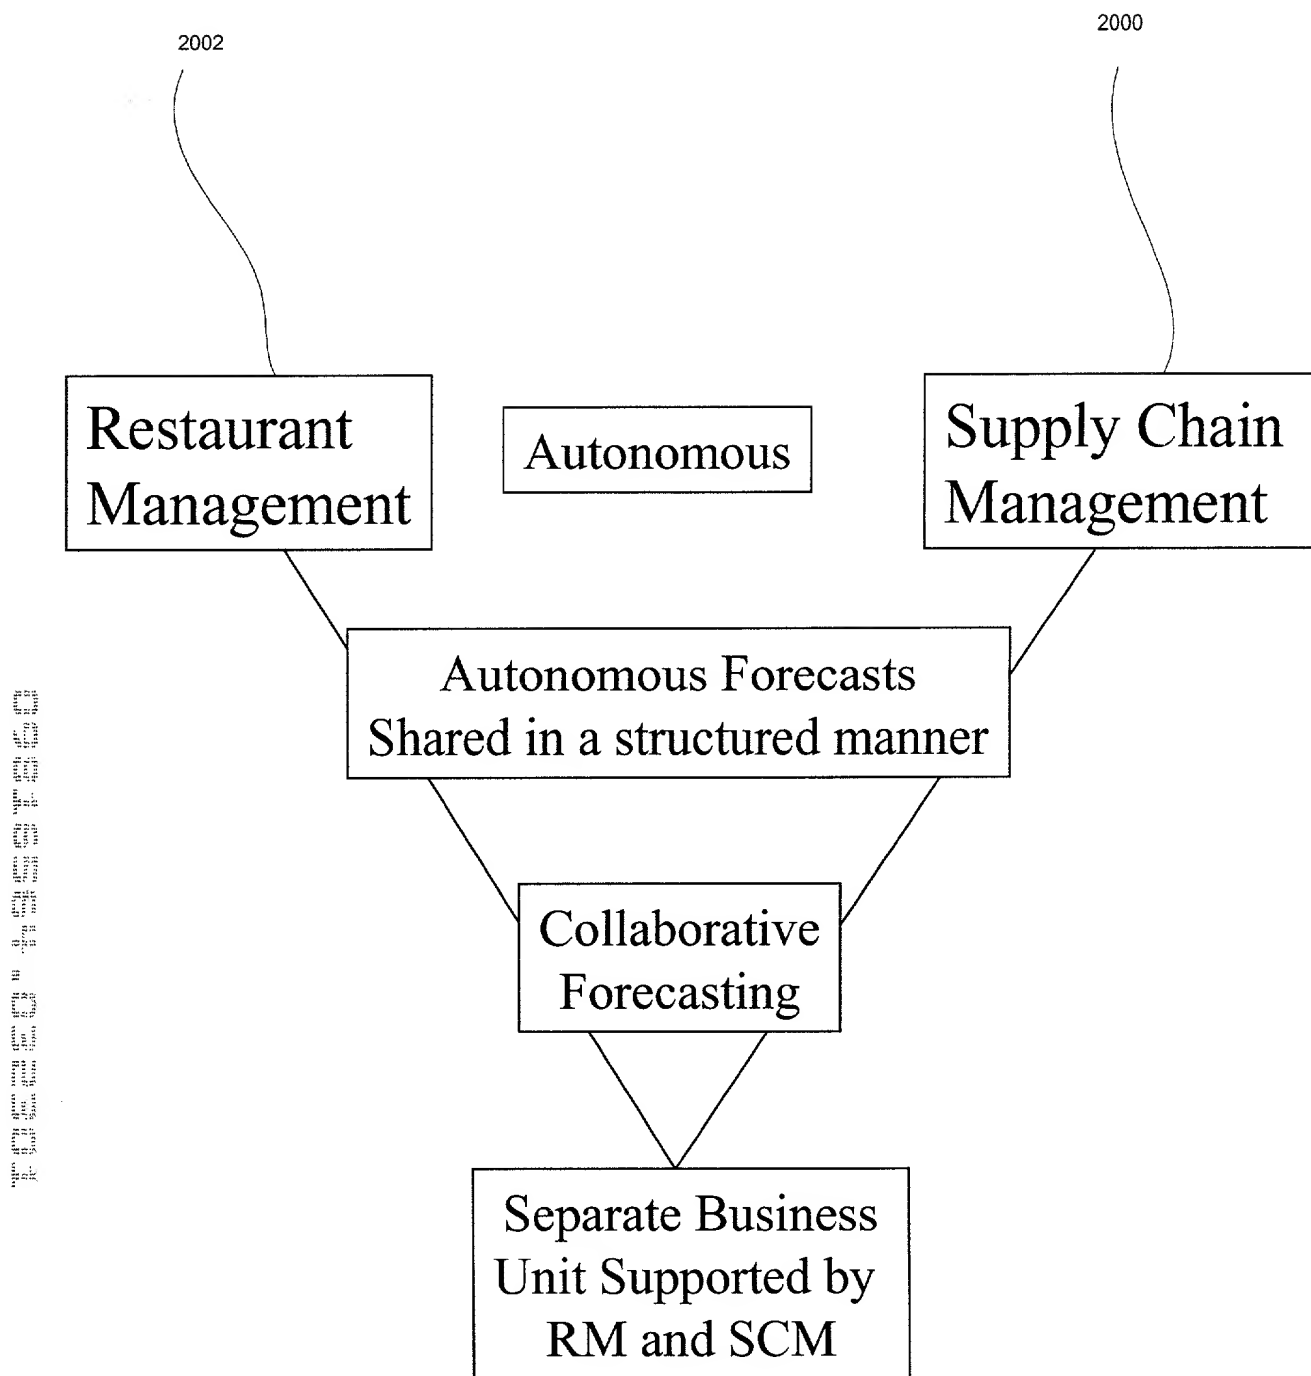 2002
2000
Restaurant
Management
Autonomous
Supply Chain
Management
Autonomous Forecasts
Shared in a structured manner
Collaborative
Forecasting
Separate Business
Unit Supported by
RM and SCM